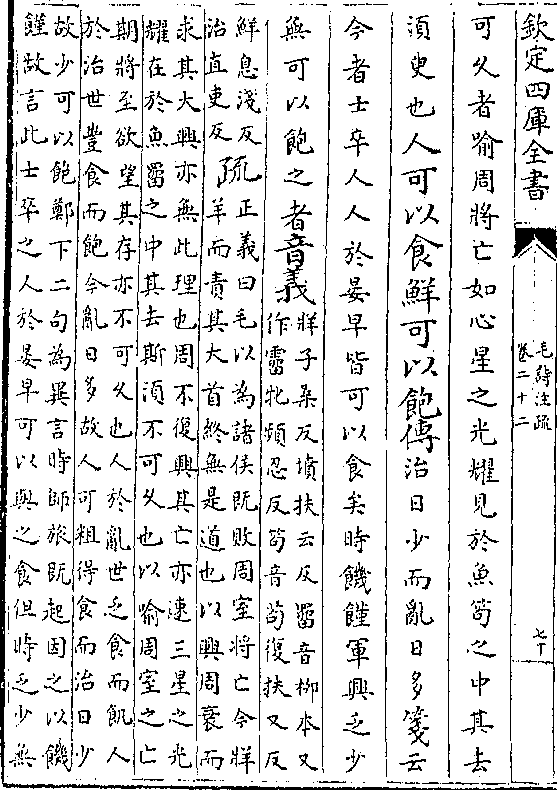 欽定四庫全書
毛詩注疏
卷二十二
七十
可久者喻周將亡如心星之光耀見於魚笱之中其去
須臾也人可以食鮮可以飽傳治日少而亂日多箋云
今者士卒人人於晏早皆可以食矣時饑饉軍興乏少
無可以飽之者音義牂子桑反墳扶云反罶音柳本又
作霤牝頻忍反笱音苟復扶又反
鮮息淺反
治直吏反疏正義曰毛以為諸侯既敗周室將亡今牂
羊而責其大首終無是道也以興周衰而
求其大興亦無此理也周不復興其亡亦速三星之光
耀在於魚罶之中其去斯須不可久也以喻周室之亡
期將至欲望其存亦不可久也人於亂世乏食而飢人
於治世豐食而飽今亂日多故人可粗得食而治日少
故少可以飽鄭下二句為異言時師旅既起因之以饑
饉故言此士卒之人於晏早可以興之食但時乏少無